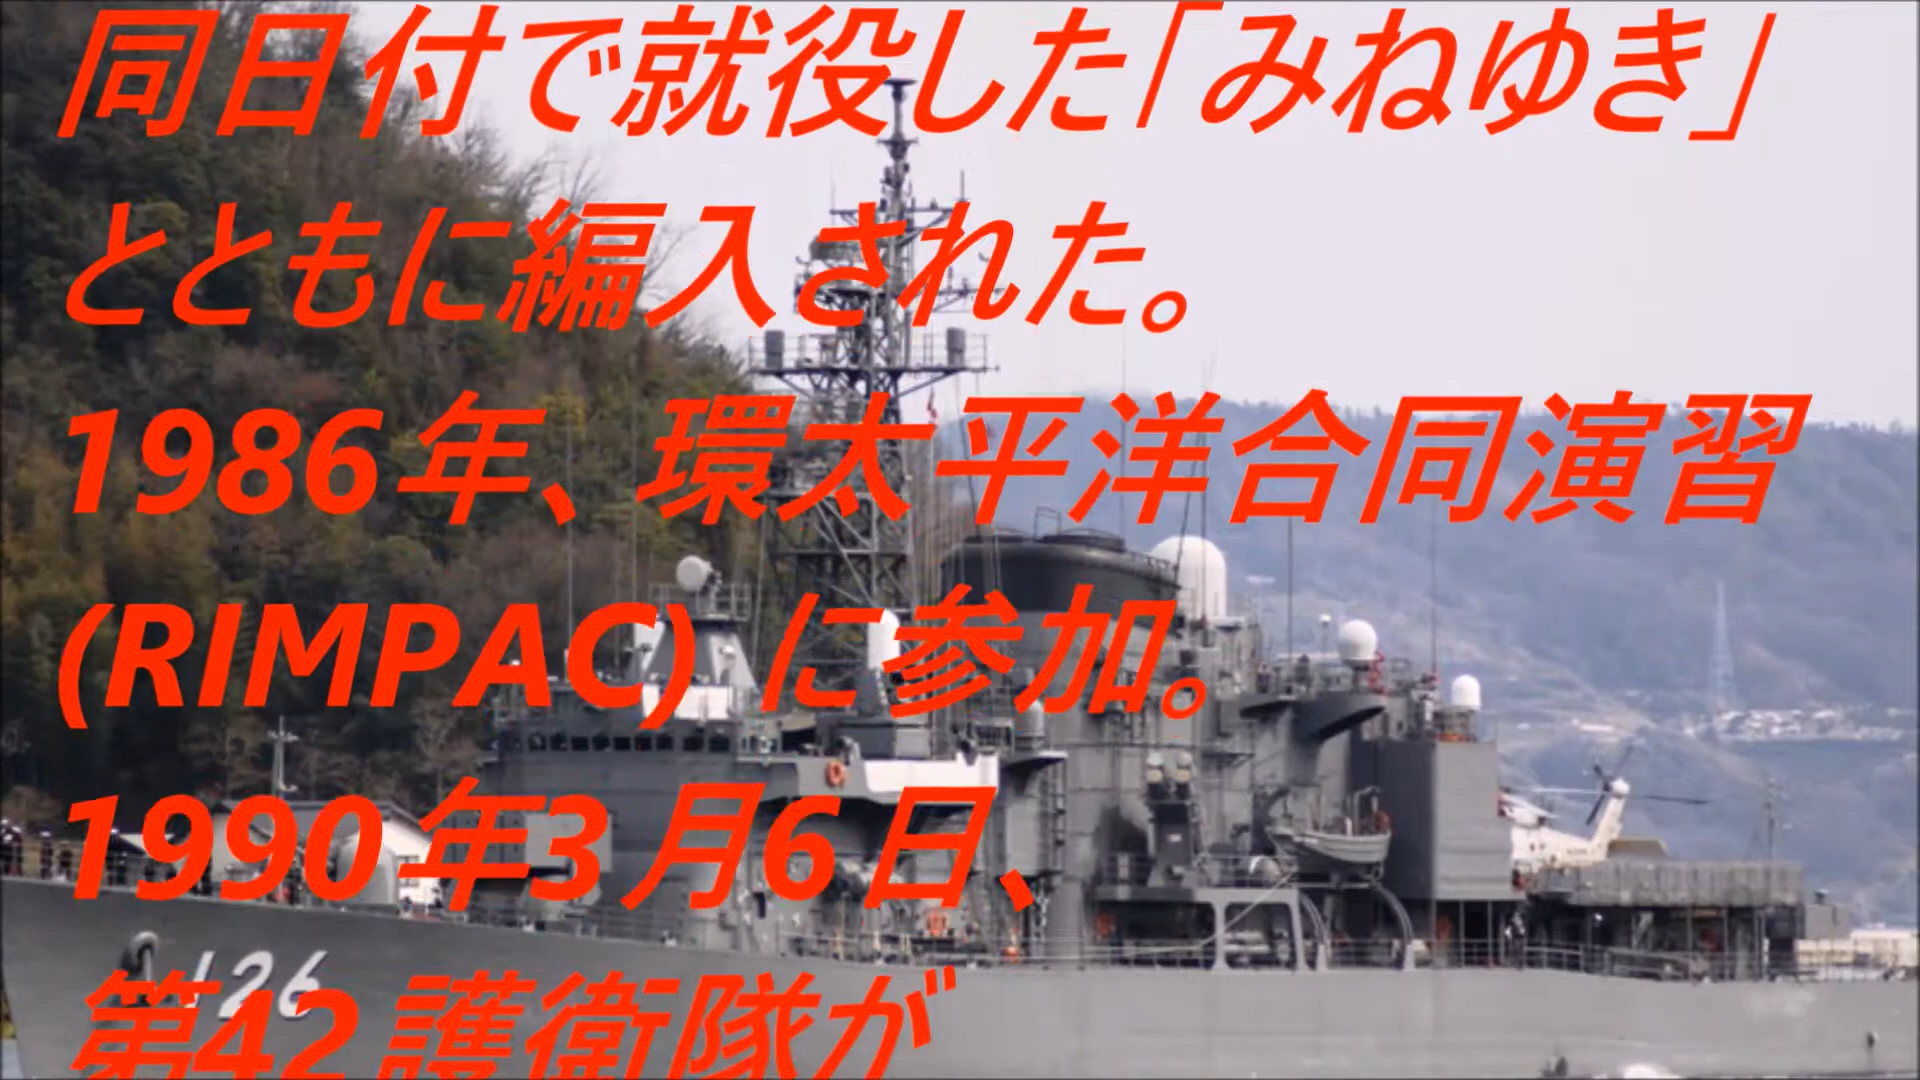 同日付で就役した「みねゆき」
とともに編入された。
1986年、環太平洋合同演習
(RIMPAC) に参加。
1990年3月6日、
第42護衛隊が
126